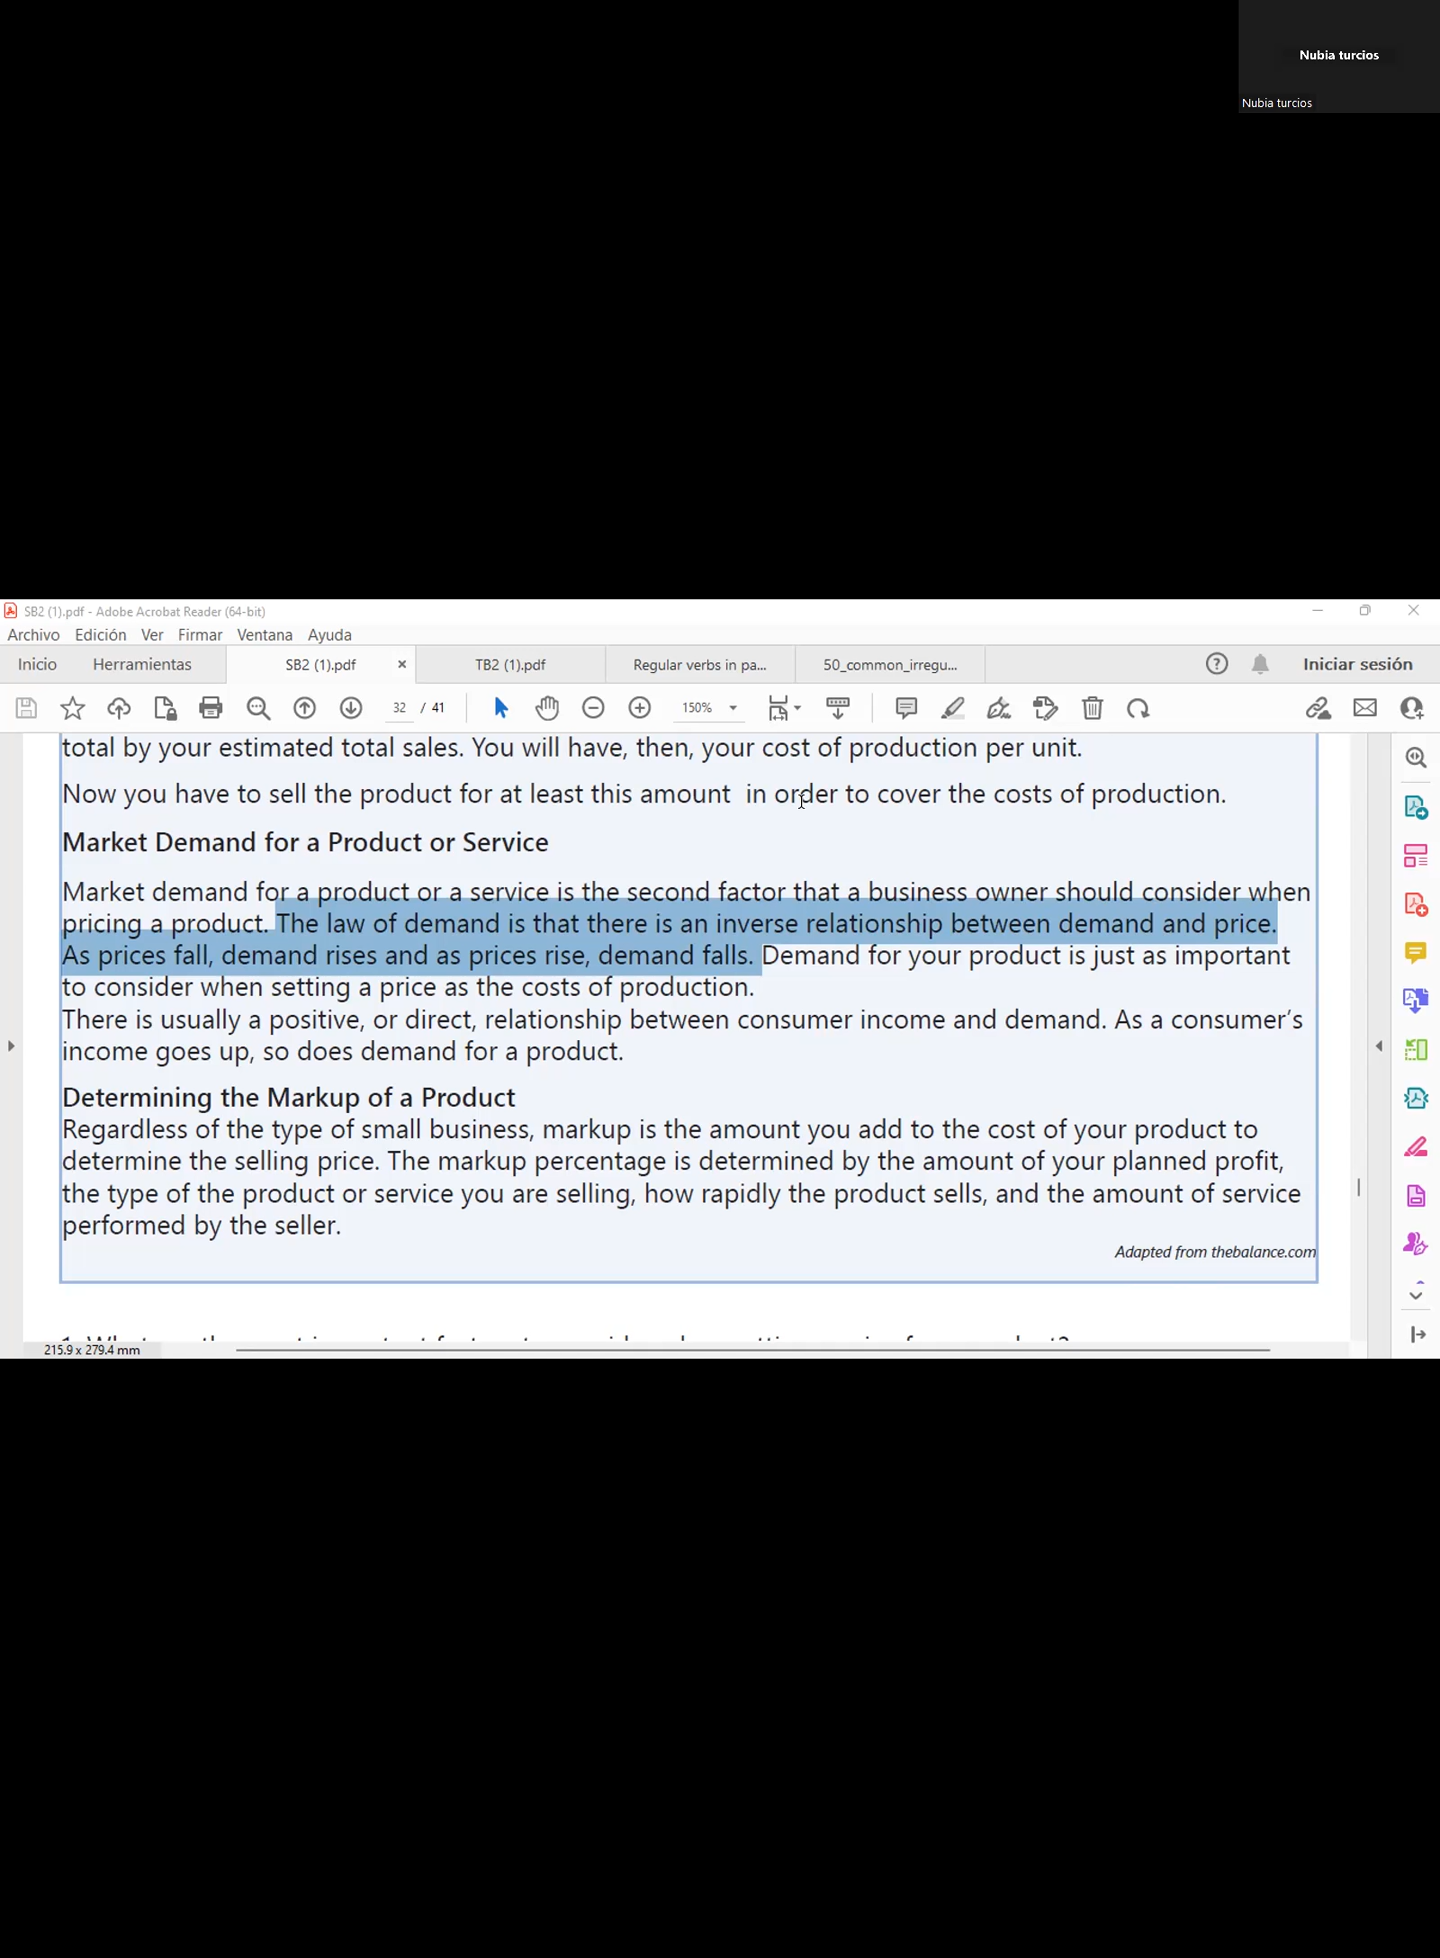 Nubia turcios
Nubia turcios
SB2 (1).pdf - Adobe Acrobat Reader (64-bit)
Archivo Edición Ver Firmar Ventana Ayuda
Inicio Herramientas SB2 (1).pdf TB2 (1).pdf Regular verbs in pa... 50_common_irregu... Iniciar sesión
32 / 41 150%
total by your estimated total sales. You will have, then, your cost of production per unit.
Now you have to sell the product for at least this amount in order to cover the costs of production.
Market Demand for a Product or Service
Market demand for a product or a service is the second factor that a business owner should consider when
pricing a product. The law of demand is that there is an inverse relationship between demand and price.
As prices fall, demand rises and as prices rise, demand falls. Demand for your product is just as important
to consider when setting a price as the costs of production.
There is usually a positive, or direct, relationship between consumer income and demand. As a consumer’s
income goes up, so does demand for a product.
Determining the Markup of a Product
Regardless of the type of small business, markup is the amount you add to the cost of your product to
determine the selling price. The markup percentage is determined by the amount of your planned profit,
the type of the product or service you are selling, how rapidly the product sells, and the amount of service
performed by the seller.
Adapted from thebalance.com
215.9 x 279.4 mm